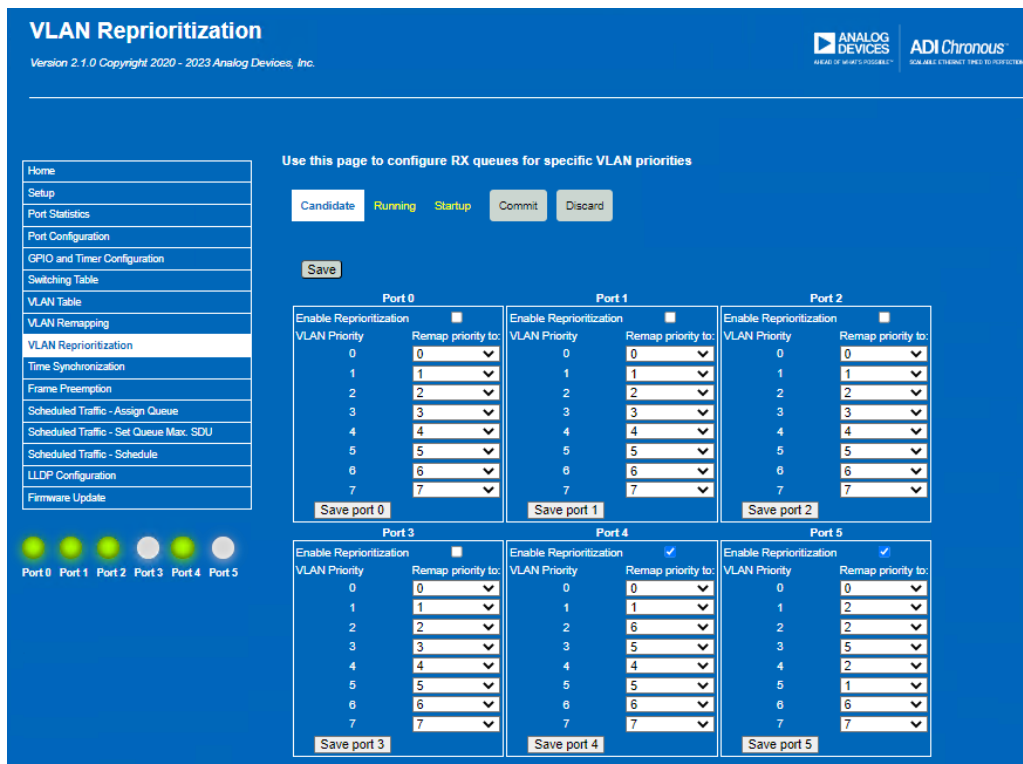 VLAN Reprioritization
Version 2.1.0 Copyright 2020 - 2023 Analog Devices, Inc.
ANALOG DEVICES
AHEAD OF WHAT'S POSSIBLE™
ADI Chronous™
SCALABLE ETHERNET TIMED TO PERFECTION
Home
Setup
Port Statistics
Port Configuration
GPIO and Timer Configuration
Switching Table
VLAN Table
VLAN Remapping
VLAN Reprioritization
Time Synchronization
Frame Preemption
Scheduled Traffic - Assign Queue
Scheduled Traffic - Set Queue Max. SDU
Scheduled Traffic - Schedule
LLDP Configuration
Firmware Update
Port 0 Port 1 Port 2 Port 3 Port 4 Port 5
Use this page to configure RX queues for specific VLAN priorities
Candidate Running Startup Commit Discard
Save
Port 0 Port 1 Port 2
Enable Reprioritization Enable Reprioritization Enable Reprioritization
VLAN Priority Remap priority to: VLAN Priority Remap priority to: VLAN Priority Remap priority to:
0 0 0 0 0 0
1 1 1 1 1 1
2 2 2 2 2 2
3 3 3 3 3 3
4 4 4 4 4 4
5 5 5 5 5 5
6 6 6 6 6 6
7 7 7 7 7 7
Save port 0 Save port 1 Save port 2
Port 3 Port 4 Port 5
Enable Reprioritization Enable Reprioritization Enable Reprioritization
VLAN Priority Remap priority to: VLAN Priority Remap priority to: VLAN Priority Remap priority to:
0 0 0 0 0 0
1 1 1 1 1 2
2 2 2 6 2 2
3 3 3 5 3 5
4 4 4 4 4 2
5 5 5 5 5 1
6 6 6 6 6 6
7 7 7 7 7 7
Save port 3 Save port 4 Save port 5